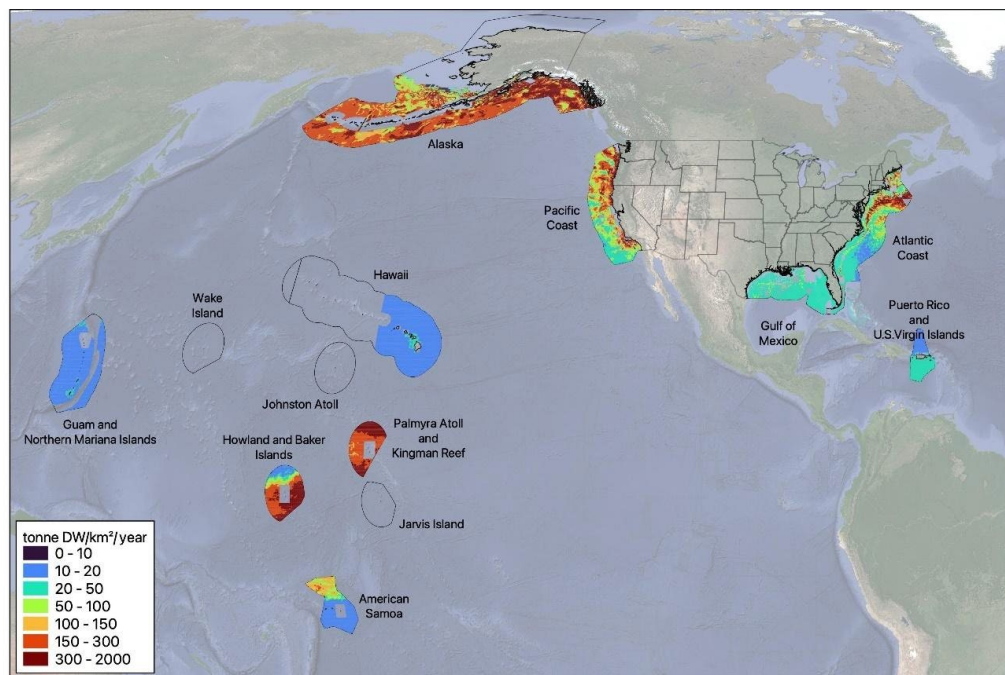 Alaska
Pacific
Coast
Atlantic
Coast
Hawaii
Wake
Island
Puerto Rico
and
U.S.Virgin Islands
Gulf of
Mexico
Johnston Atoll
Guam and
Northern Mariana Islands
Palmyra Atoll
and
Kingman Reef
Howland and Baker
Islands
Jarvis Island
American
Samoa
tonne DW/km²/year
0 - 10
10 - 20
20 - 50
50 - 100
100 - 150
150 - 300
300 - 2000